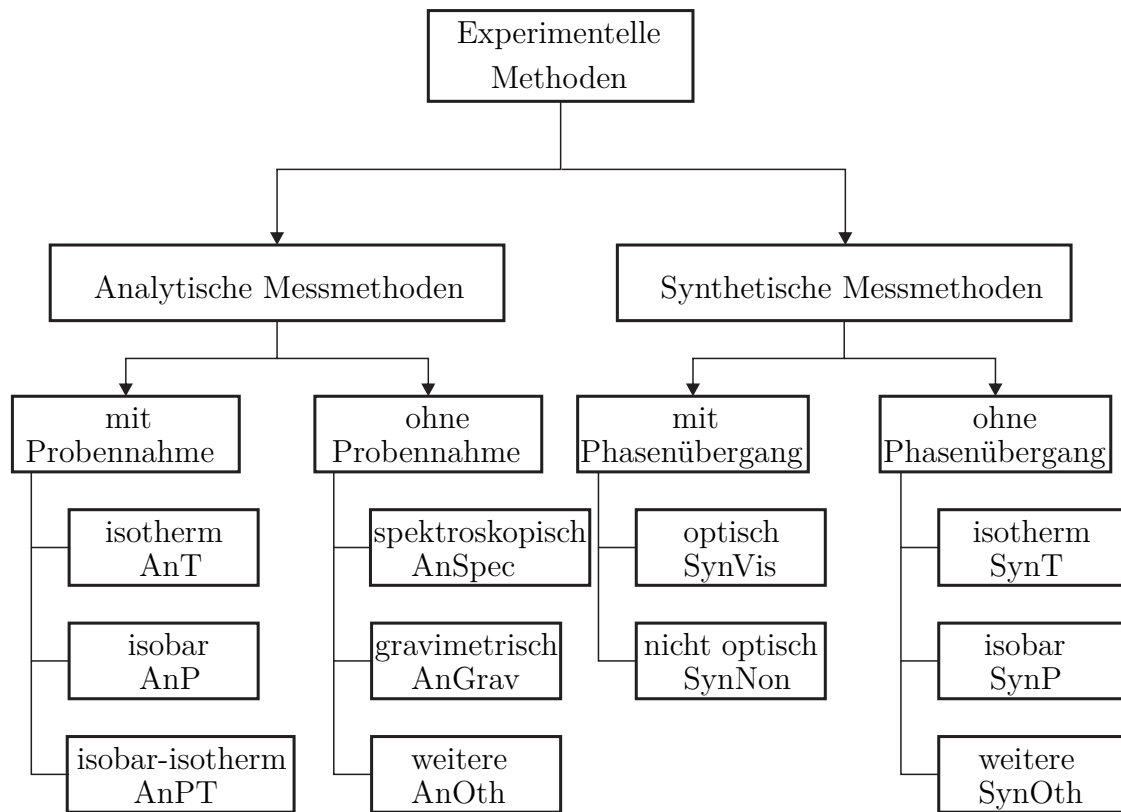 Experimentelle
Methoden
Analytische Messmethoden
Synthetische Messmethoden
mit
Probennahme
ohne
Probennahme
mit
Phasenübergang
ohne
Phasenübergang
isotherm
AnT
spektroskopisch
AnSpec
optisch
SynVis
isotherm
SynT
isobar
AnP
gravimetrisch
AnGrav
nicht optisch
SynNon
isobar
SynP
isobar-isotherm
AnPT
weitere
AnOth
weitere
SynOth